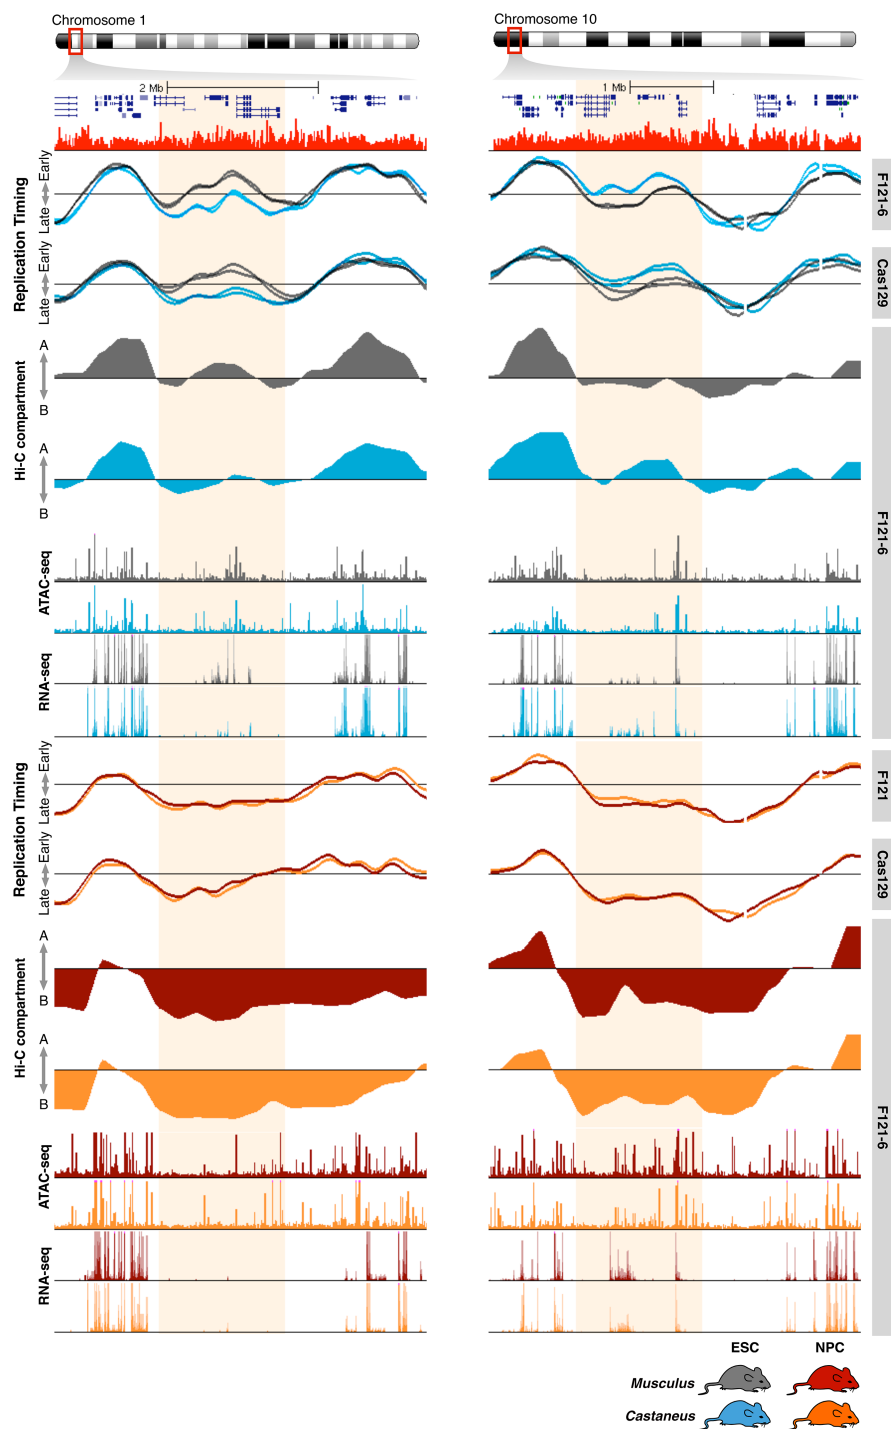 Chromosome 1
Chromosome 10
2 Mb
1 Mb
Replication Timing
Early
Late
Early
Late
F121-6
Cas129
Hi-C compartment
A
B
A
B
F121-6
ATAC-seq
RNA-seq
Replication Timing
Early
Late
Early
Late
F121
Cas129
Hi-C compartment
A
B
A
B
F121-6
ATAC-seq
RNA-seq
ESC NPC
Musculus
Castaneus